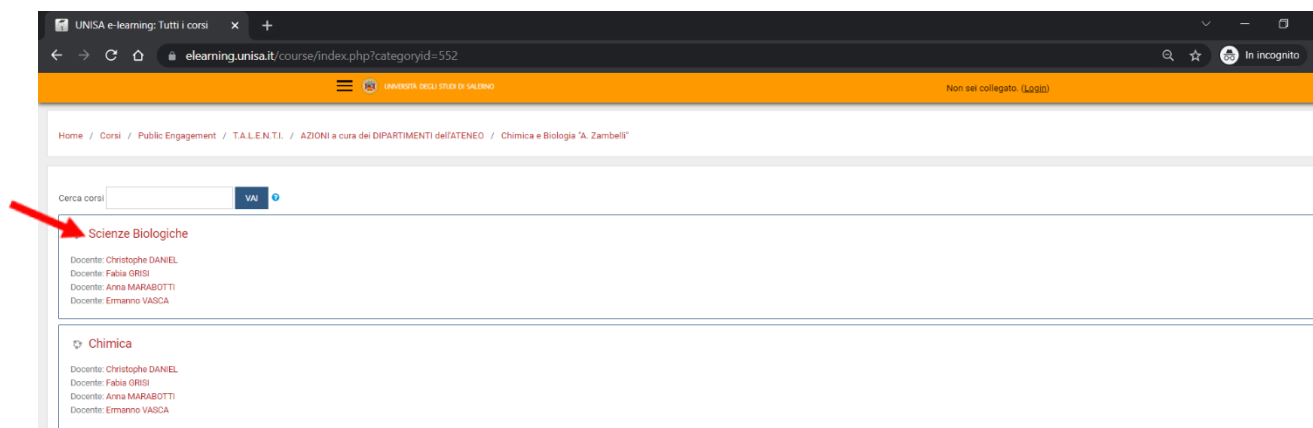 UNISA e-learning: Tutti i corsi
elearning.unisa.it/course/index.php?categoryid=552
In incognito
UNIVERSITÀ DEGLI STUDI DI SALERNO
Non sei collegato. (Login)
Home / Corsi / Public Engagement / T.A.L.E.N.T.I. / AZIONI a cura dei DIPARTIMENTI dell'ATENEO / Chimica e Biologia "A. Zambelli"
Cerca corsi VAI
Scienze Biologiche
Docente: Christophe DANIEL
Docente: Fabia GRISI
Docente: Anna MARABOTTI
Docente: Ermanno VASCA
Chimica
Docente: Christophe DANIEL
Docente: Fabia GRISI
Docente: Anna MARABOTTI
Docente: Ermanno VASCA